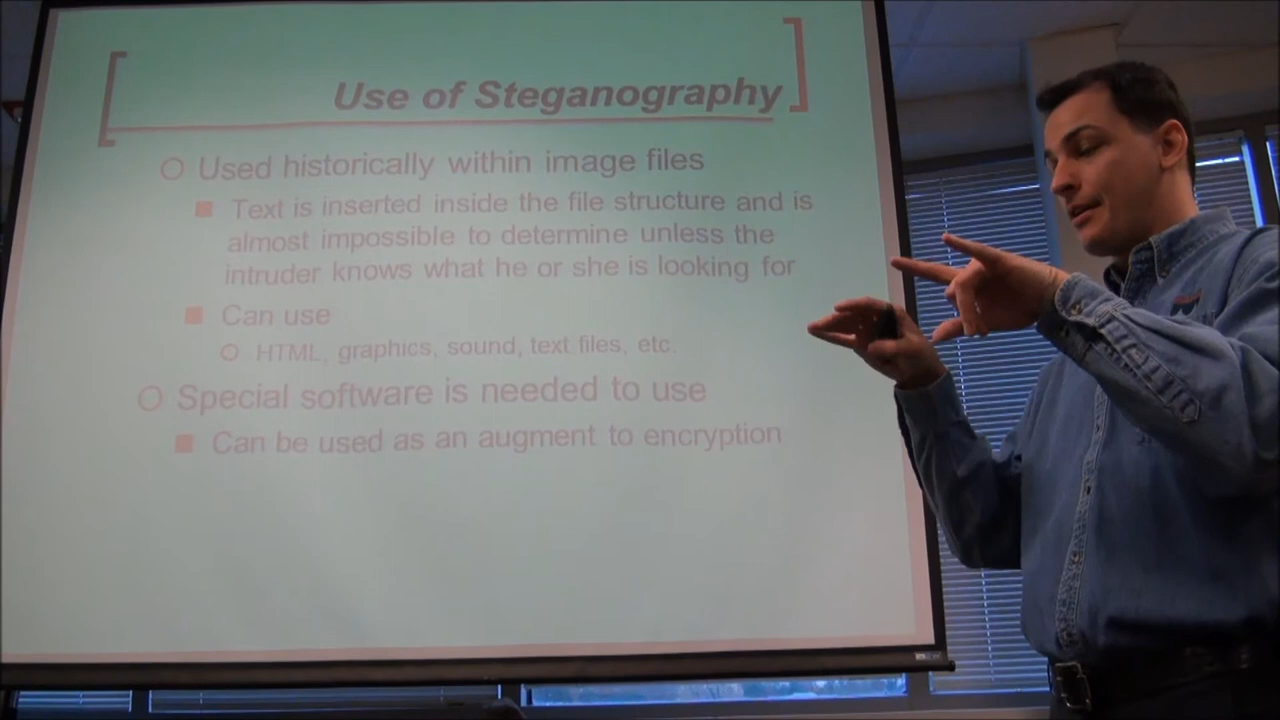 Use of Steganography
Used historically within image files
Text is inserted inside the file structure and is
almost impossible to determine unless the
intruder knows what he or she is looking for
Can use
HTML, graphics, sound, text files, etc.
Special software is needed to use
Can be used as an augment to encryption